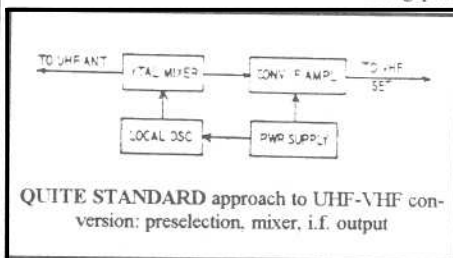 TO UHF ANT
XTAL MIXER
CONV I F AMPL
TO VHF
SET
LOCAL OSC
PWR SUPPLY
QUITE STANDARD approach to UHF-VHF con-
version: preselection, mixer, i.f. output